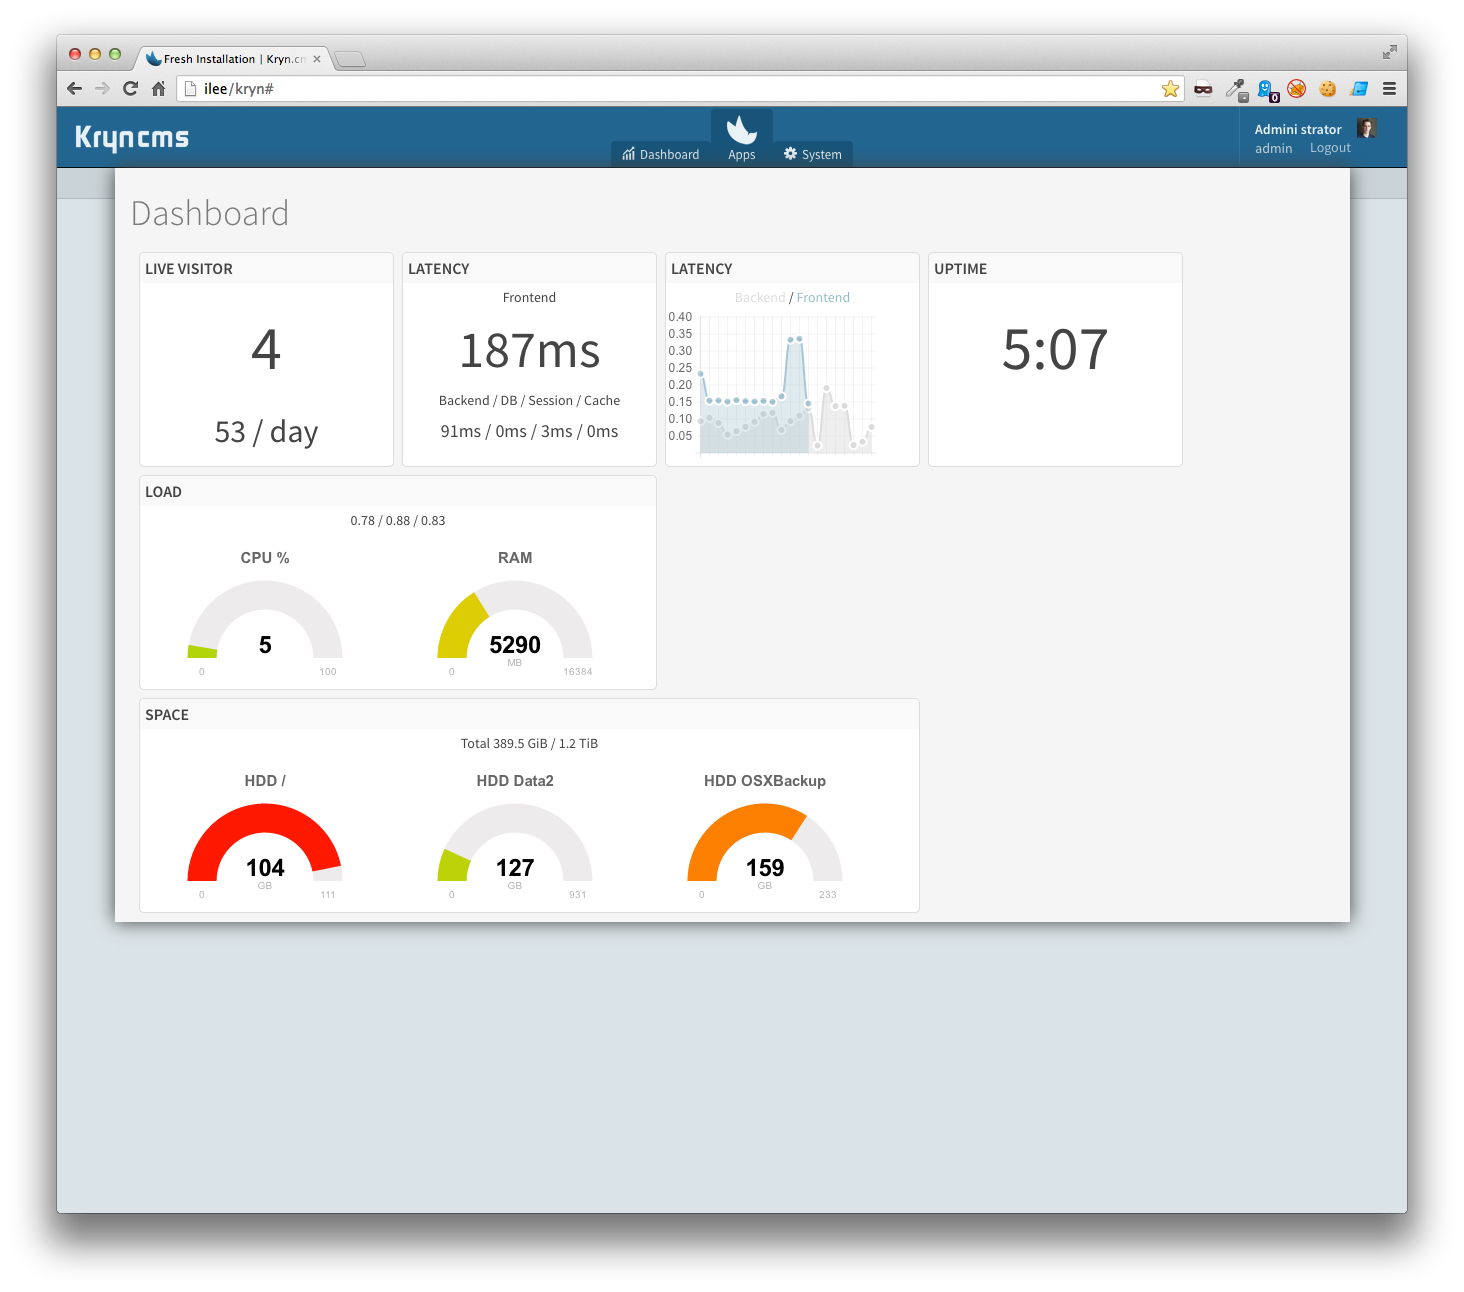 Fresh Installation | Kryn.cm
ilee/kryn#
0
Kryncms
Dashboard
Apps
System
Admini strator
admin
Logout
Dashboard
LIVE VISITOR
4
53 / day
LATENCY
Frontend
187ms
Backend / DB / Session / Cache
91ms / 0ms / 3ms / 0ms
LATENCY
Backend / Frontend
0.40
0.35
0.30
0.25
0.20
0.15
0.10
0.05
UPTIME
5:07
LOAD
0.78 / 0.88 / 0.83
CPU %
5
0
100
RAM
5290
MB
0
16384
SPACE
Total 389.5 GiB / 1.2 TiB
HDD /
104
GB
0
111
HDD Data2
127
GB
0
931
HDD OSXBackup
159
GB
0
233